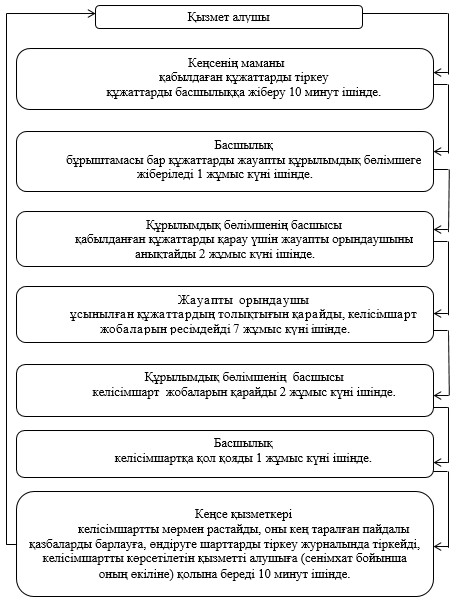 Қызмет алушы
Кеңсенің маманы
қабылдаған құжаттарды тіркеу
құжаттарды басшылыққа жіберу 10 минут ішінде.
Басшылық
бұрыштамасы бар құжаттарды жауапты құрылымдық бөлімшеге
жіберіледі 1 жұмыс күні ішінде.
Құрылымдық бөлімшенің басшысы
қабылданған құжаттарды қарау үшін жауапты орындаушыны
анықтайды 2 жұмыс күні ішінде.
Жауапты орындаушы
ұсынылған құжаттардың толықтығын қарайды, келісімшарт
жобаларын ресімдейді 7 жұмыс күні ішінде.
Құрылымдық бөлімшенің басшысы
келісімшарт жобаларын қарайды 2 жұмыс күні ішінде.
Басшылық
келісімшартқа қол қояды 1 жұмыс күні ішінде.
Кеңсе қызметкері
келісімшартты мөрмен растайды, оны кең таралған пайдалы
қазбаларды барлауға, өндіруге шарттарды тіркеу журналында тіркейді,
келісімшартты көрсетілетін қызметті алушыға (сенімхат бойынша
оның өкіліне) қолына береді 10 минут ішінде.